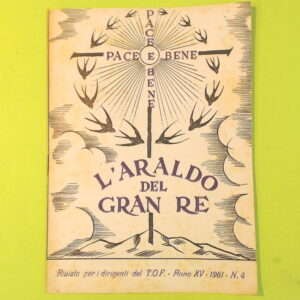 PACE E BENE
PACE E BENE
L'ARALDO
DEL
GRAN RE
Rivista per i dirigenti del T.O.F. - Anno XV - 1961 - N. 4